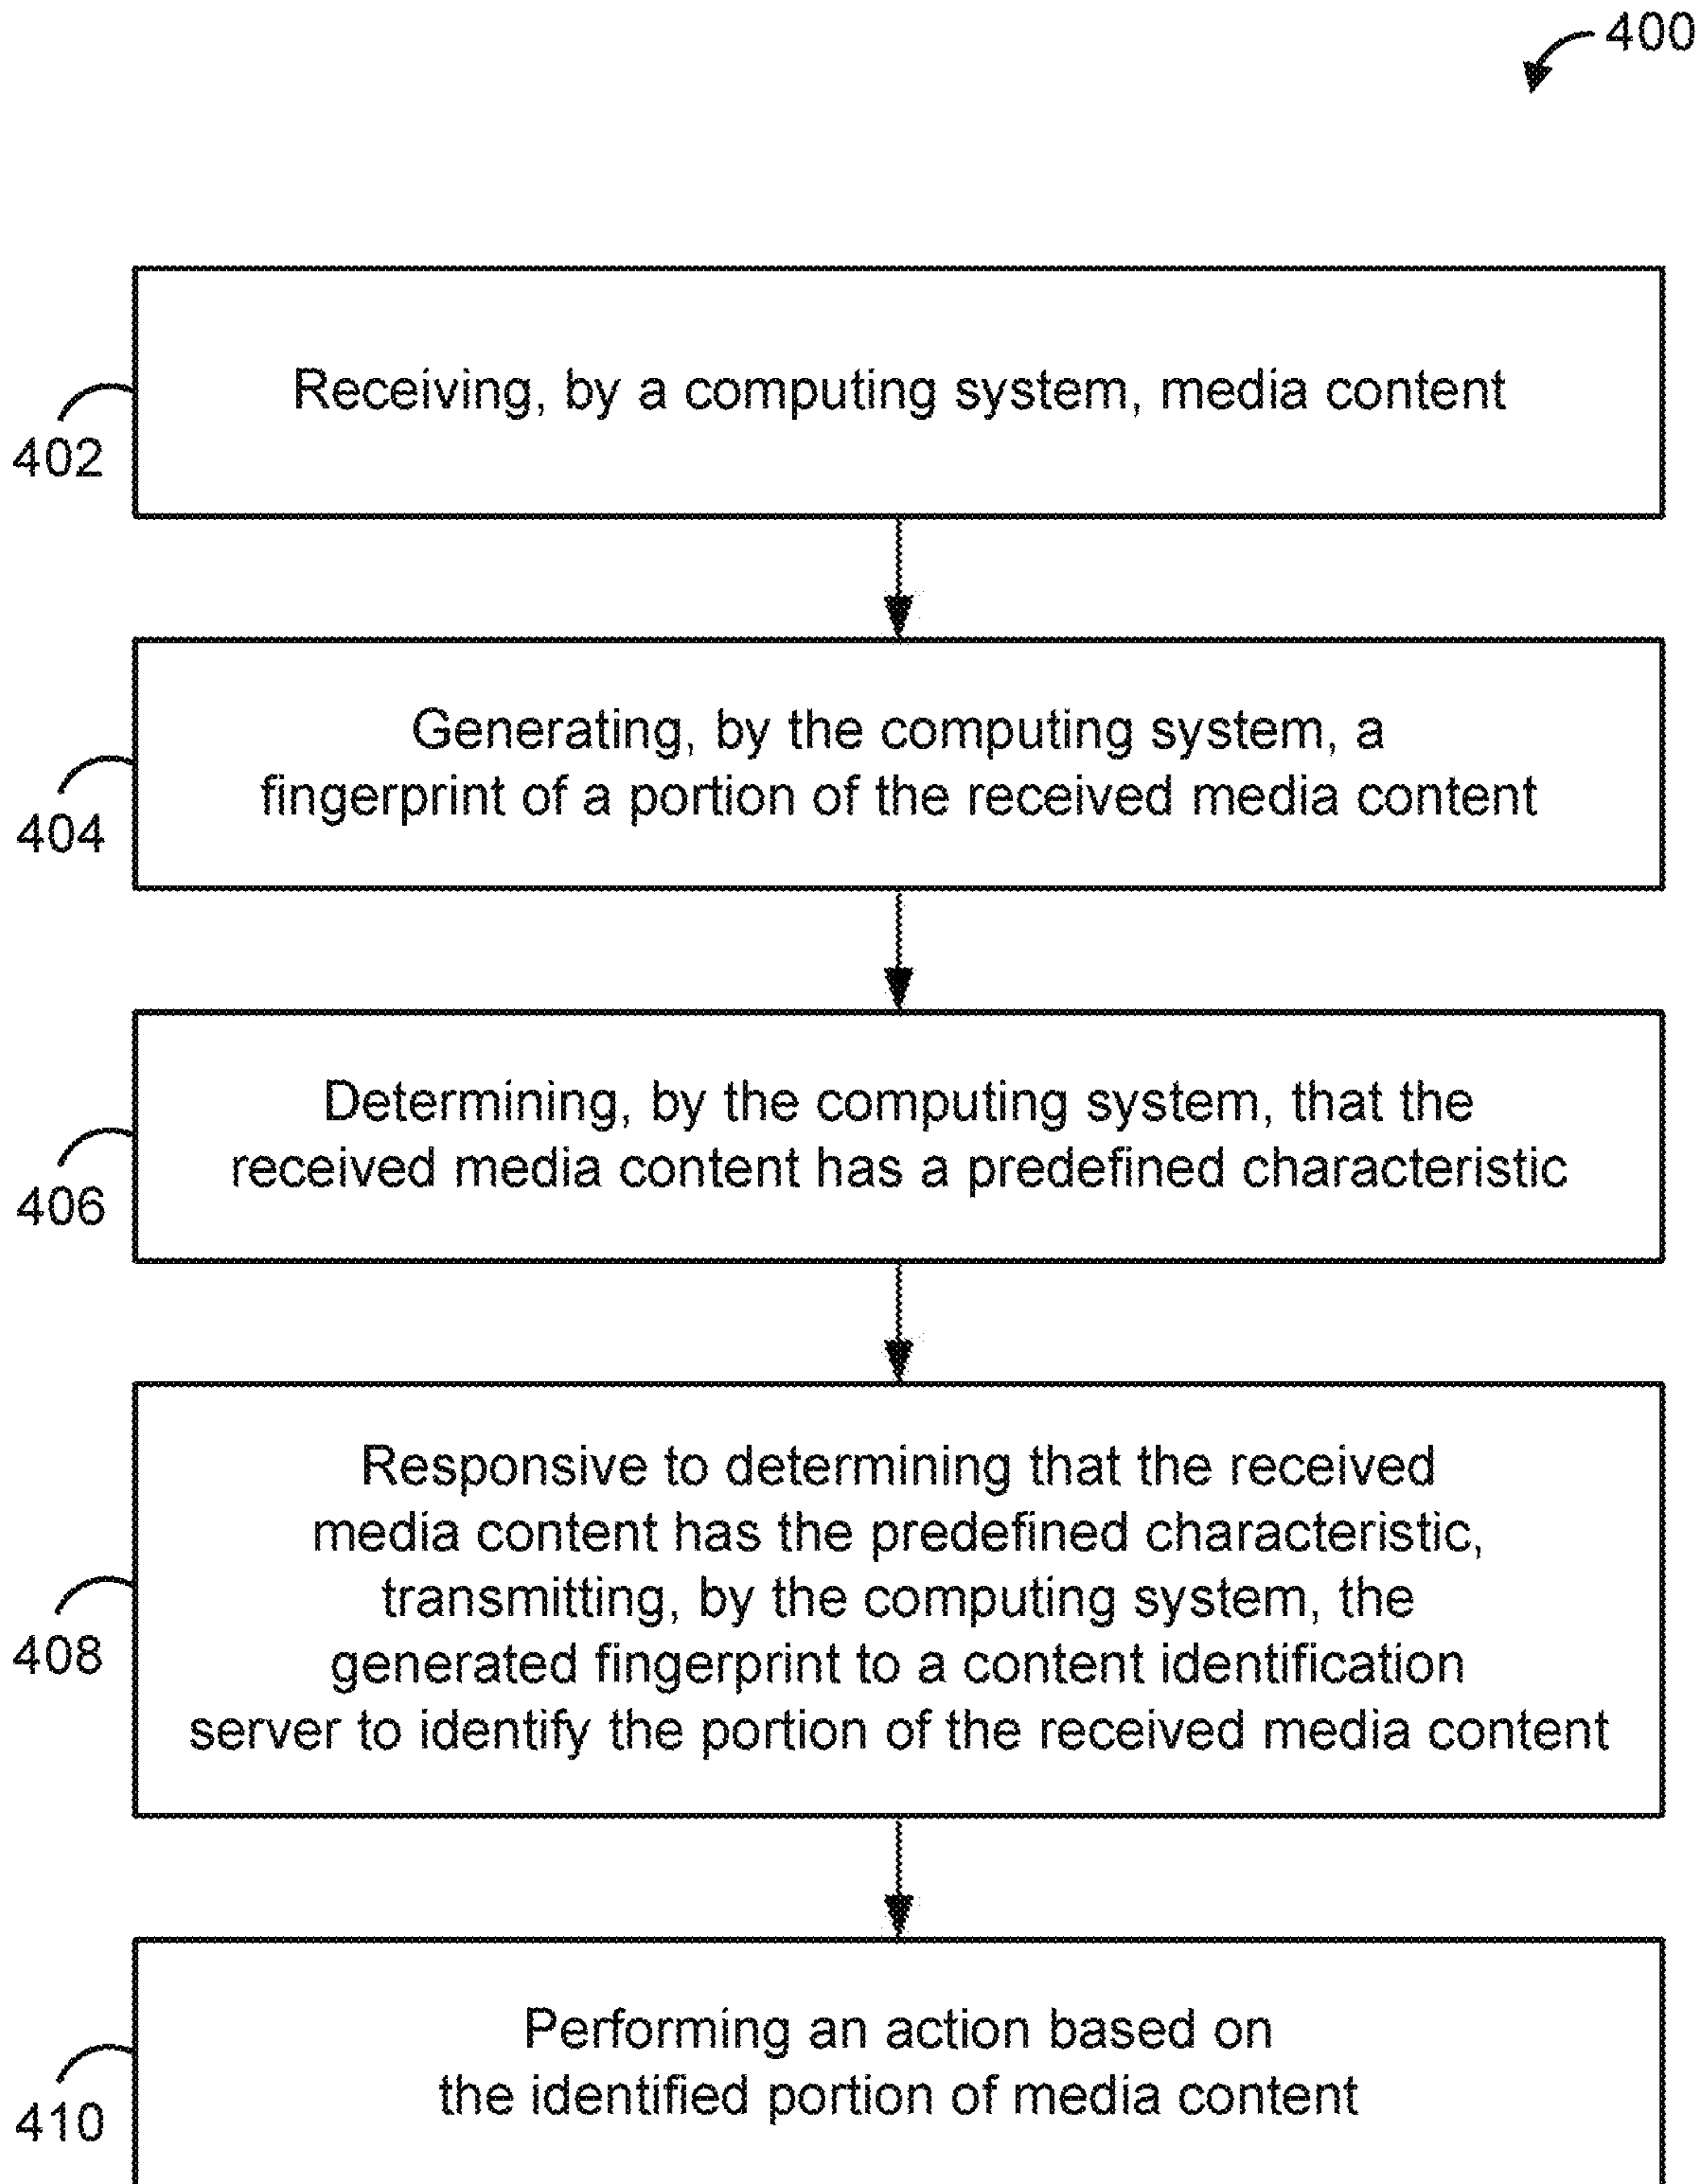 400
Receiving, by a computing system, media content
402
Generating, by the computing system, a
fingerprint of a portion of the received media content
404
Determining, by the computing system, that the
received media content has a predefined characteristic
406
Responsive to determining that the received
media content has the predefined characteristic,
transmitting, by the computing system, the
generated fingerprint to a content identification
server to identify the portion of the received media content
408
Performing an action based on
the identified portion of media content
410